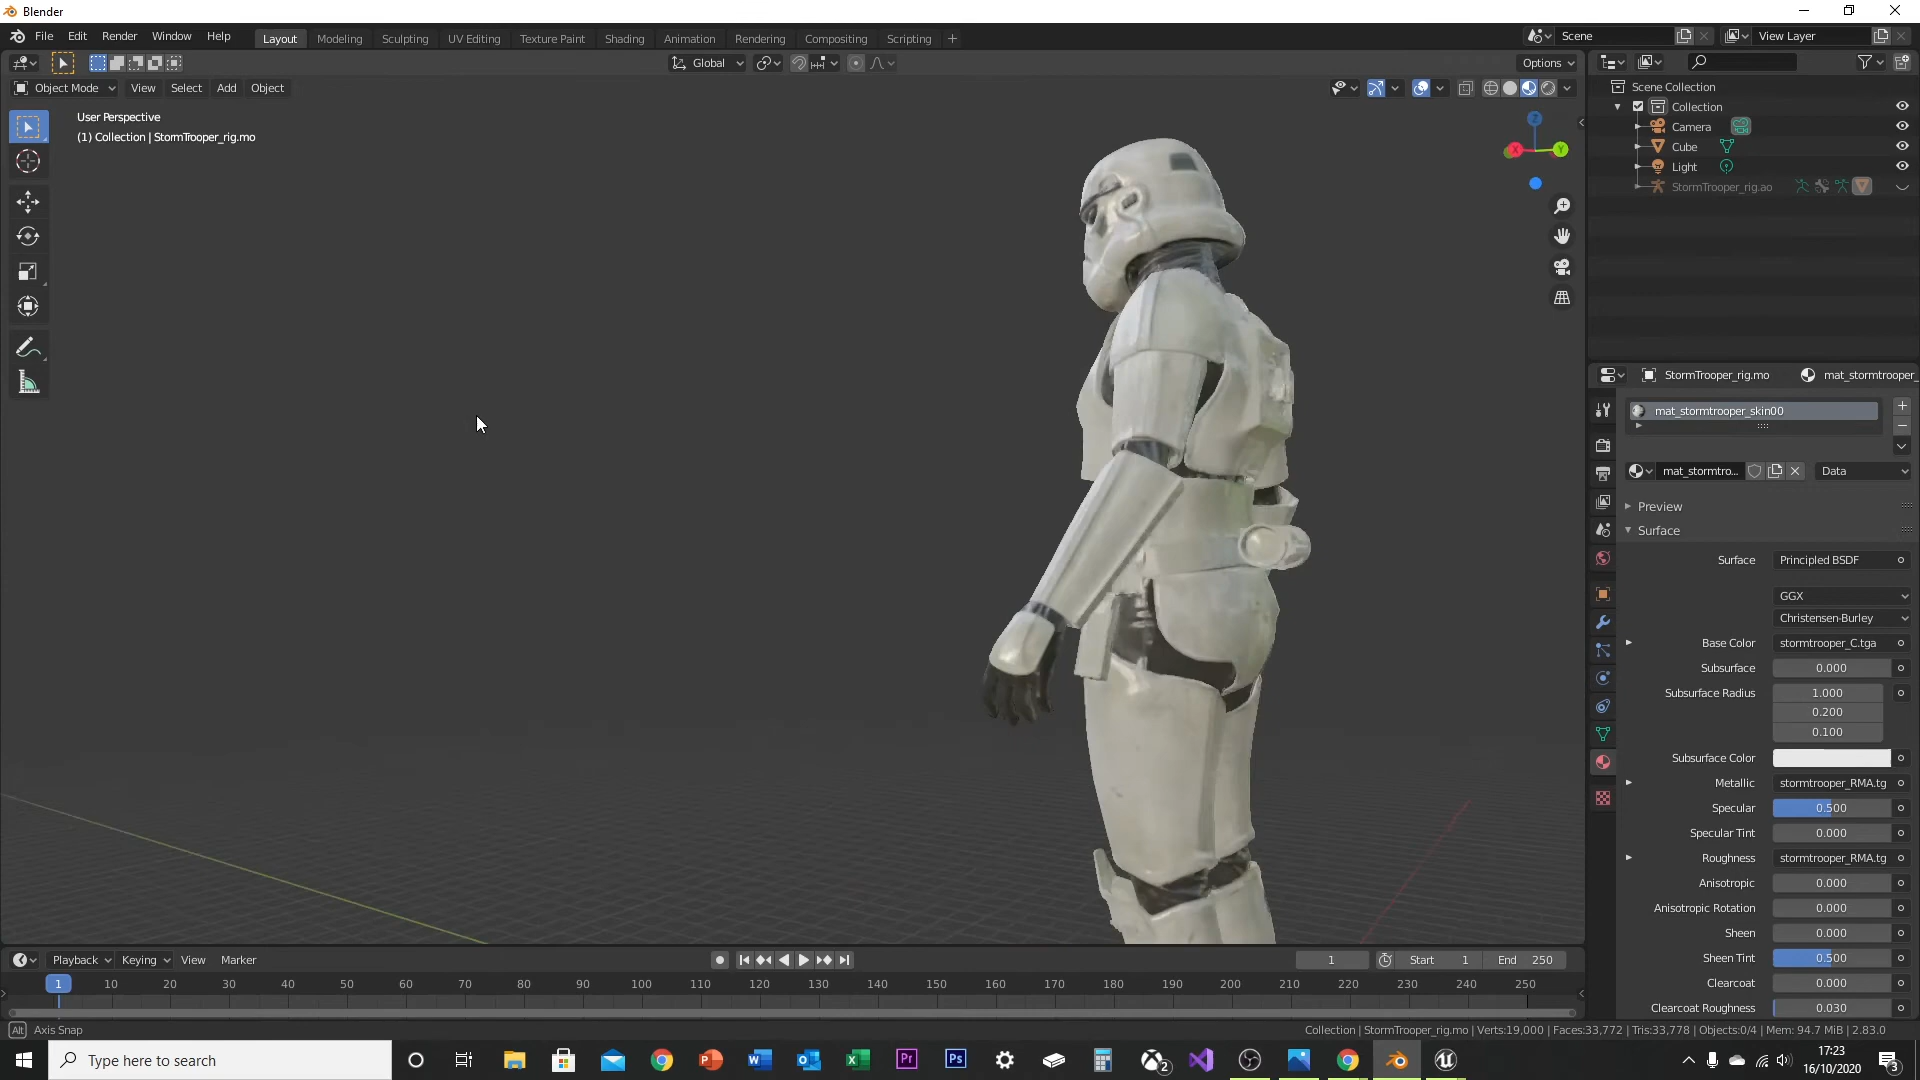 Blender
File Edit Render Window Help Layout Modeling Sculpting UV Editing Texture Paint Shading Animation Rendering Compositing Scripting + Scene View Layer
Global Options
Object Mode View Select Add Object
User Perspective
(1) Collection | StormTrooper_rig.mo
Z
X Y
Scene Collection
Collection
Camera
Cube
Light
StormTrooper_rig.ao
StormTrooper_rig.mo mat_stormtrooper_
mat_stormtrooper_skin00
mat_stormtro... Data
Preview
Surface
Surface Principled BSDF
GGX
Christensen-Burley
Base Color stormtrooper_C.tga
Subsurface 0.000
Subsurface Radius 1.000
0.200
0.100
Subsurface Color
Metallic stormtrooper_RMA.tg
Specular 0.500
Specular Tint 0.000
Roughness stormtrooper_RMA.tg
Anisotropic 0.000
Anisotropic Rotation 0.000
Sheen 0.000
Sheen Tint 0.500
Clearcoat 0.000
Clearcoat Roughness 0.030
Playback Keying View Marker 1 Start 1 End 250
1 10 20 30 40 50 60 70 80 90 100 110 120 130 140 150 160 170 180 190 200 210 220 230 240 250
Alt Axis Snap Collection | StormTrooper_rig.mo | Verts:19,000 | Faces:33,772 | Tris:33,778 | Objects:0/4 | Mem: 94.7 MiB | 2.83.0
Type here to search
17:23
16/10/2020